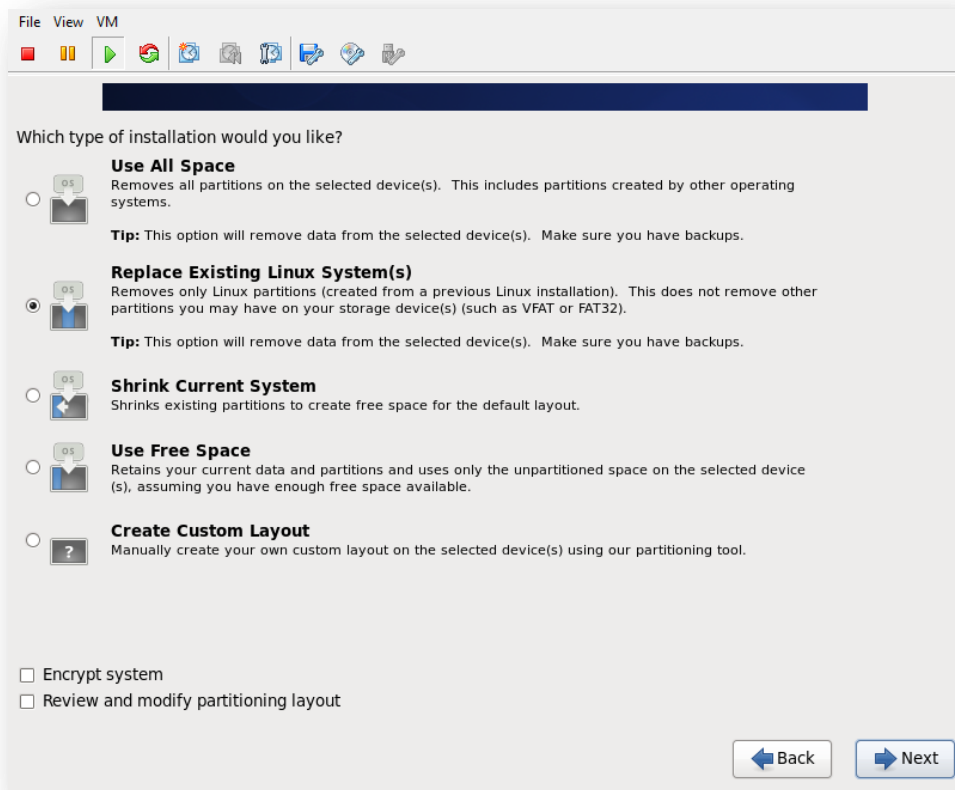 File View VM
Which type of installation would you like?
Use All Space
Removes all partitions on the selected device(s).  This includes partitions created by other operating
systems.
Tip: This option will remove data from the selected device(s).  Make sure you have backups.
Replace Existing Linux System(s)
Removes only Linux partitions (created from a previous Linux installation).  This does not remove other
partitions you may have on your storage device(s) (such as VFAT or FAT32).
Tip: This option will remove data from the selected device(s).  Make sure you have backups.
Shrink Current System
Shrinks existing partitions to create free space for the default layout.
Use Free Space
Retains your current data and partitions and uses only the unpartitioned space on the selected device
(s), assuming you have enough free space available.
Create Custom Layout
Manually create your own custom layout on the selected device(s) using our partitioning tool.
Encrypt system
Review and modify partitioning layout
Back Next
OS
OS
OS
OS
?